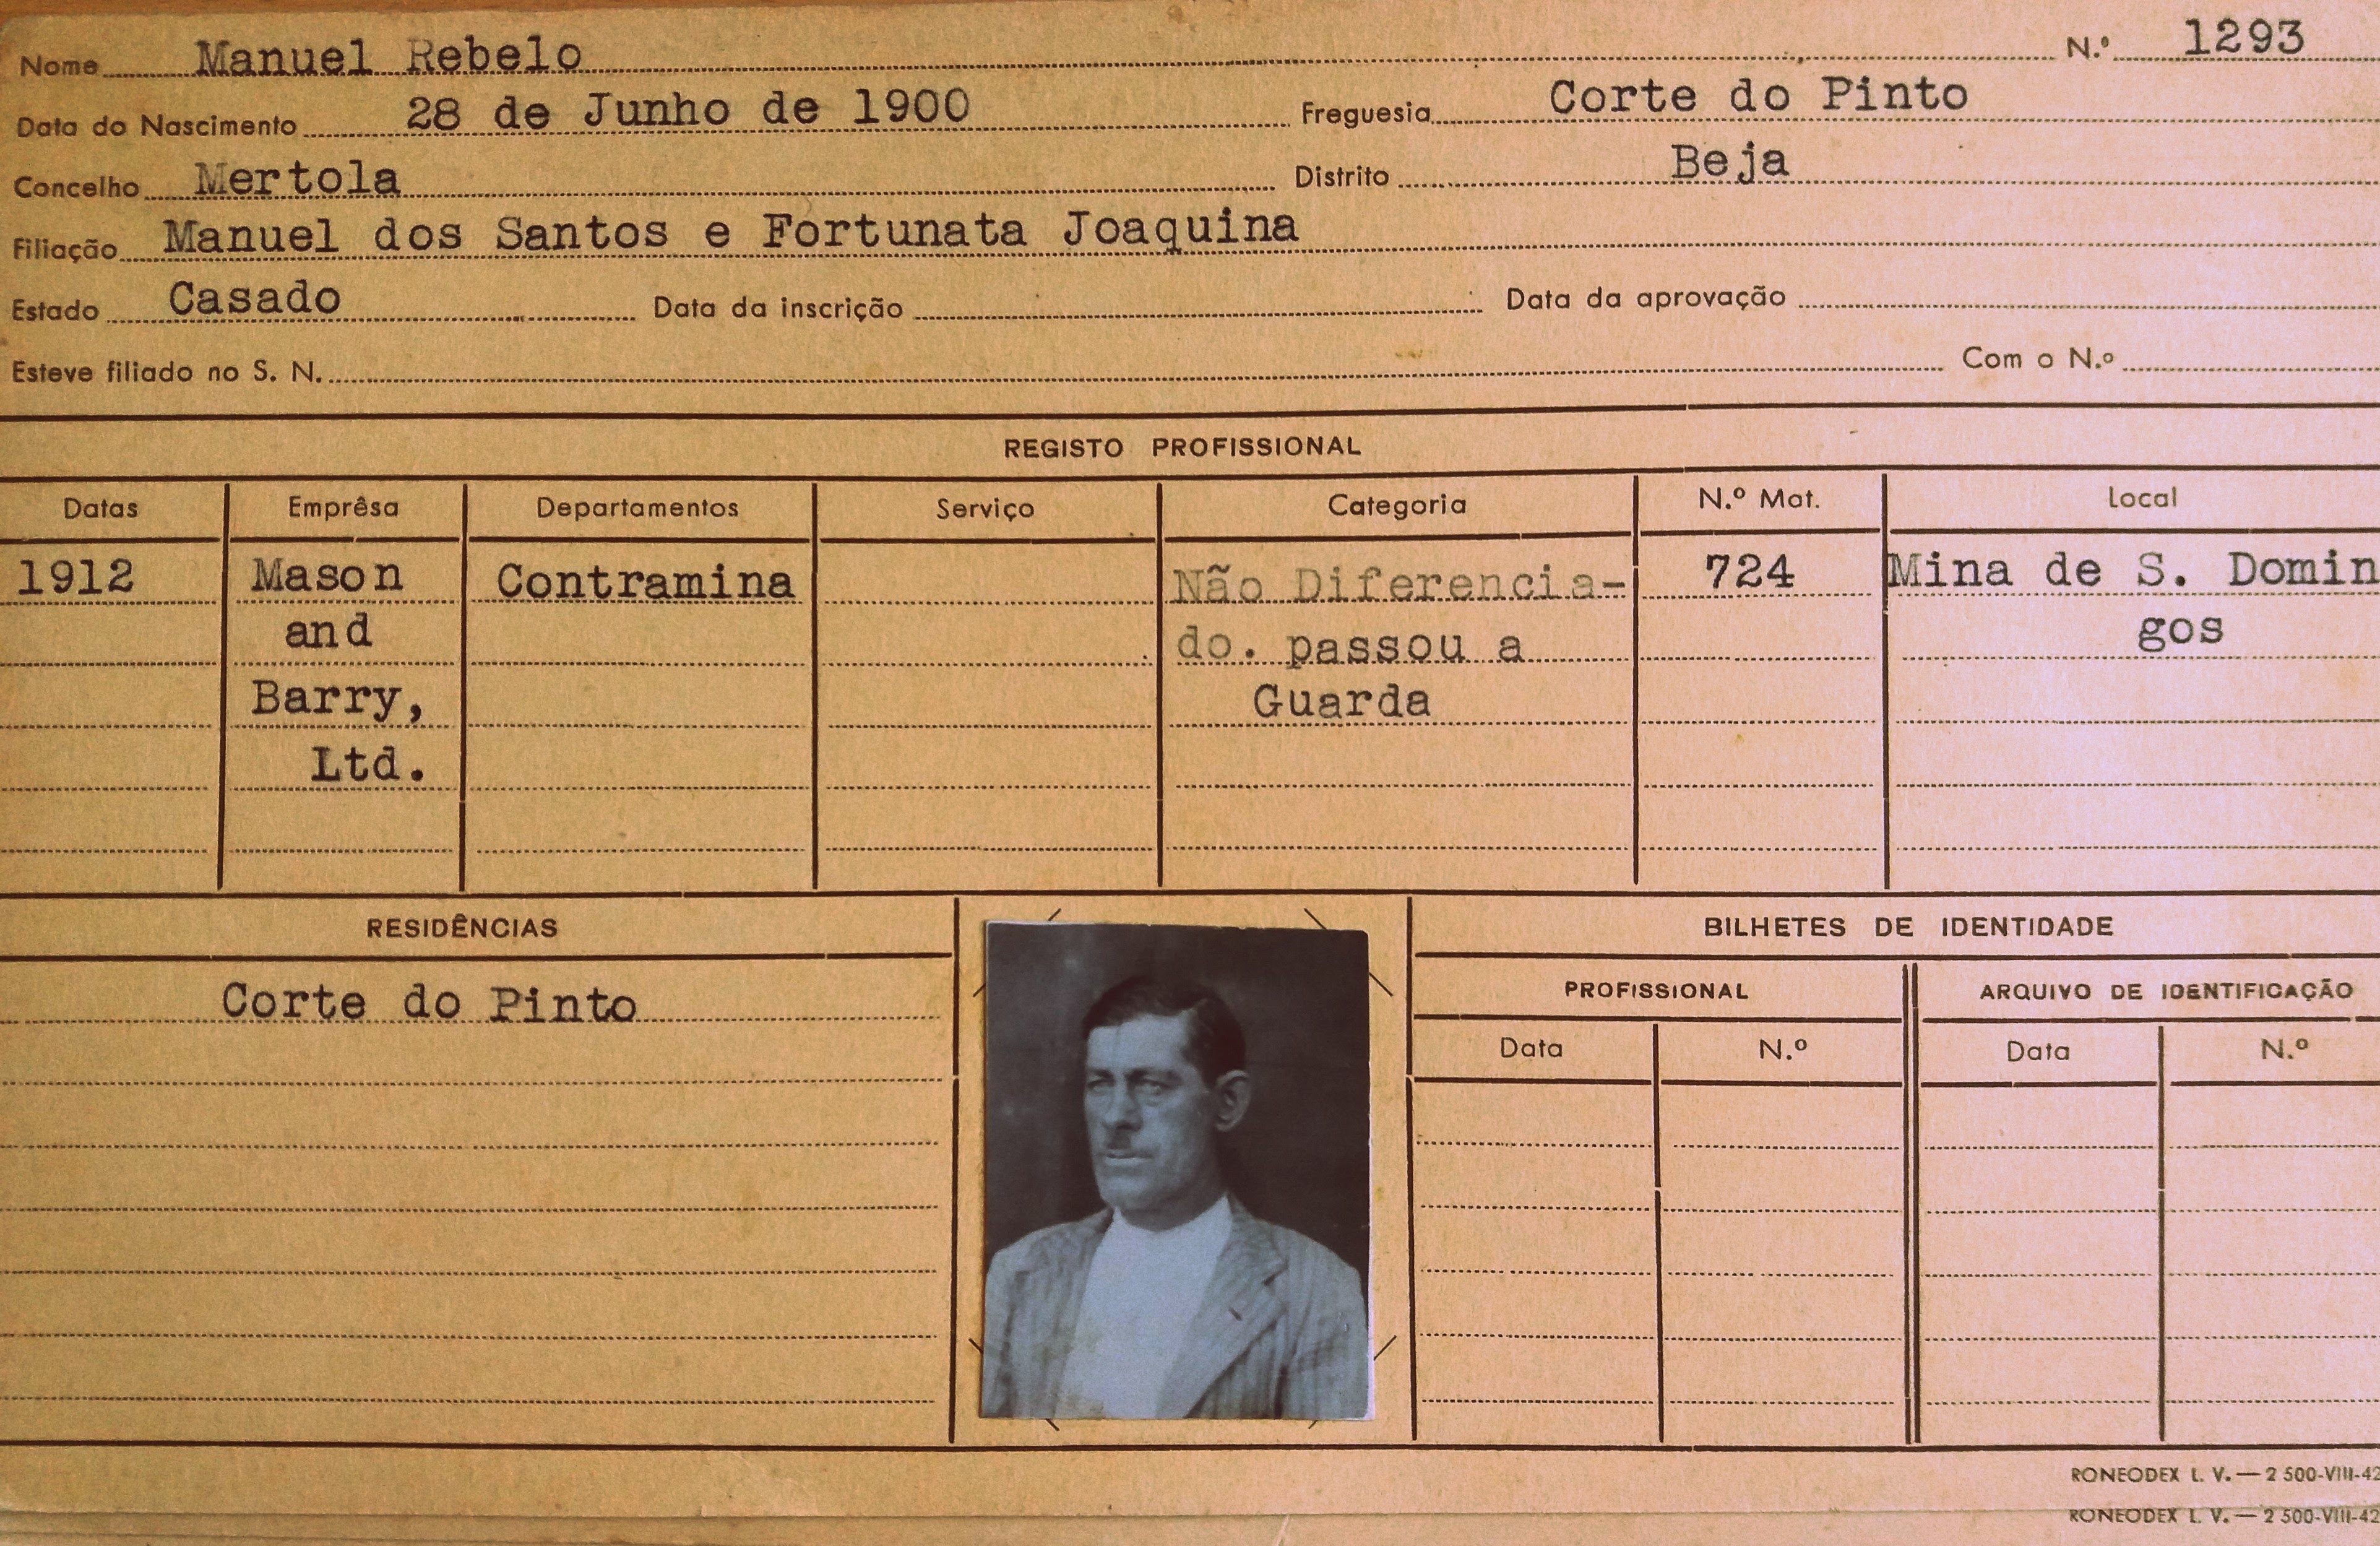 Nome Manuel Rebelo N.º 1293
Data do Nascimento 28 de Junho de 1900 Freguesia Corte do Pinto
Concelho Mertola Distrito Beja
Filiação Manuel dos Santos e Fortunata Joaquina
Estado Casado Data da inscrição Data da aprovação
Esteve filiado no S. N. Com o N.º
REGISTO PROFISSIONAL
Datas Emprêsa Departamentos Serviço Categoria N.º Mat. Local
1912 Mason Contramina Não Diferencia- 724 Mina de S. Domin
and do. passou a gos
Barry, Guarda
Ltd.
RESIDÊNCIAS BILHETES DE IDENTIDADE
PROFISSIONAL ARQUIVO DE IDENTIFICAÇÃO
Corte do Pinto
Data N.º Data N.º
RONEODEX L. V. — 2 500-VIII-42
RONEODEX L. V. — 2 500-VIII-42